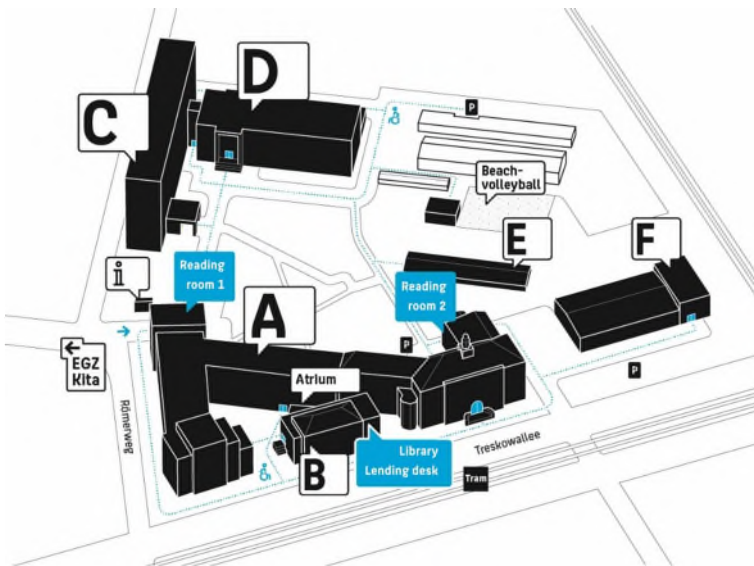 D
C
P
Beach-
volleyball
E
F
i
Reading
room 1
Reading
room 2
A
P
EGZ
Kita
Atrium
P
Römerweg
Library
Lending desk
Treskowallee
B
Tram